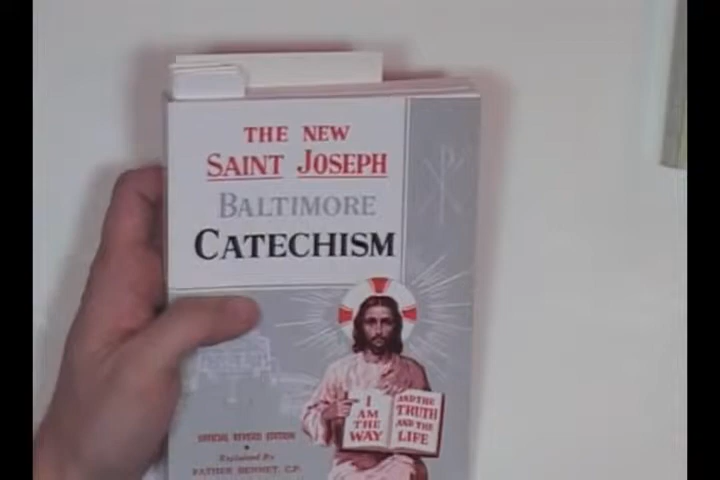 THE NEW
SAINT JOSEPH
BALTIMORE
CATECHISM
I
AM
THE
WAY
AND THE
TRUTH
AND THE
LIFE
OFFICIAL REVISED EDITION
Explained By
FATHER BENNET, C.P.